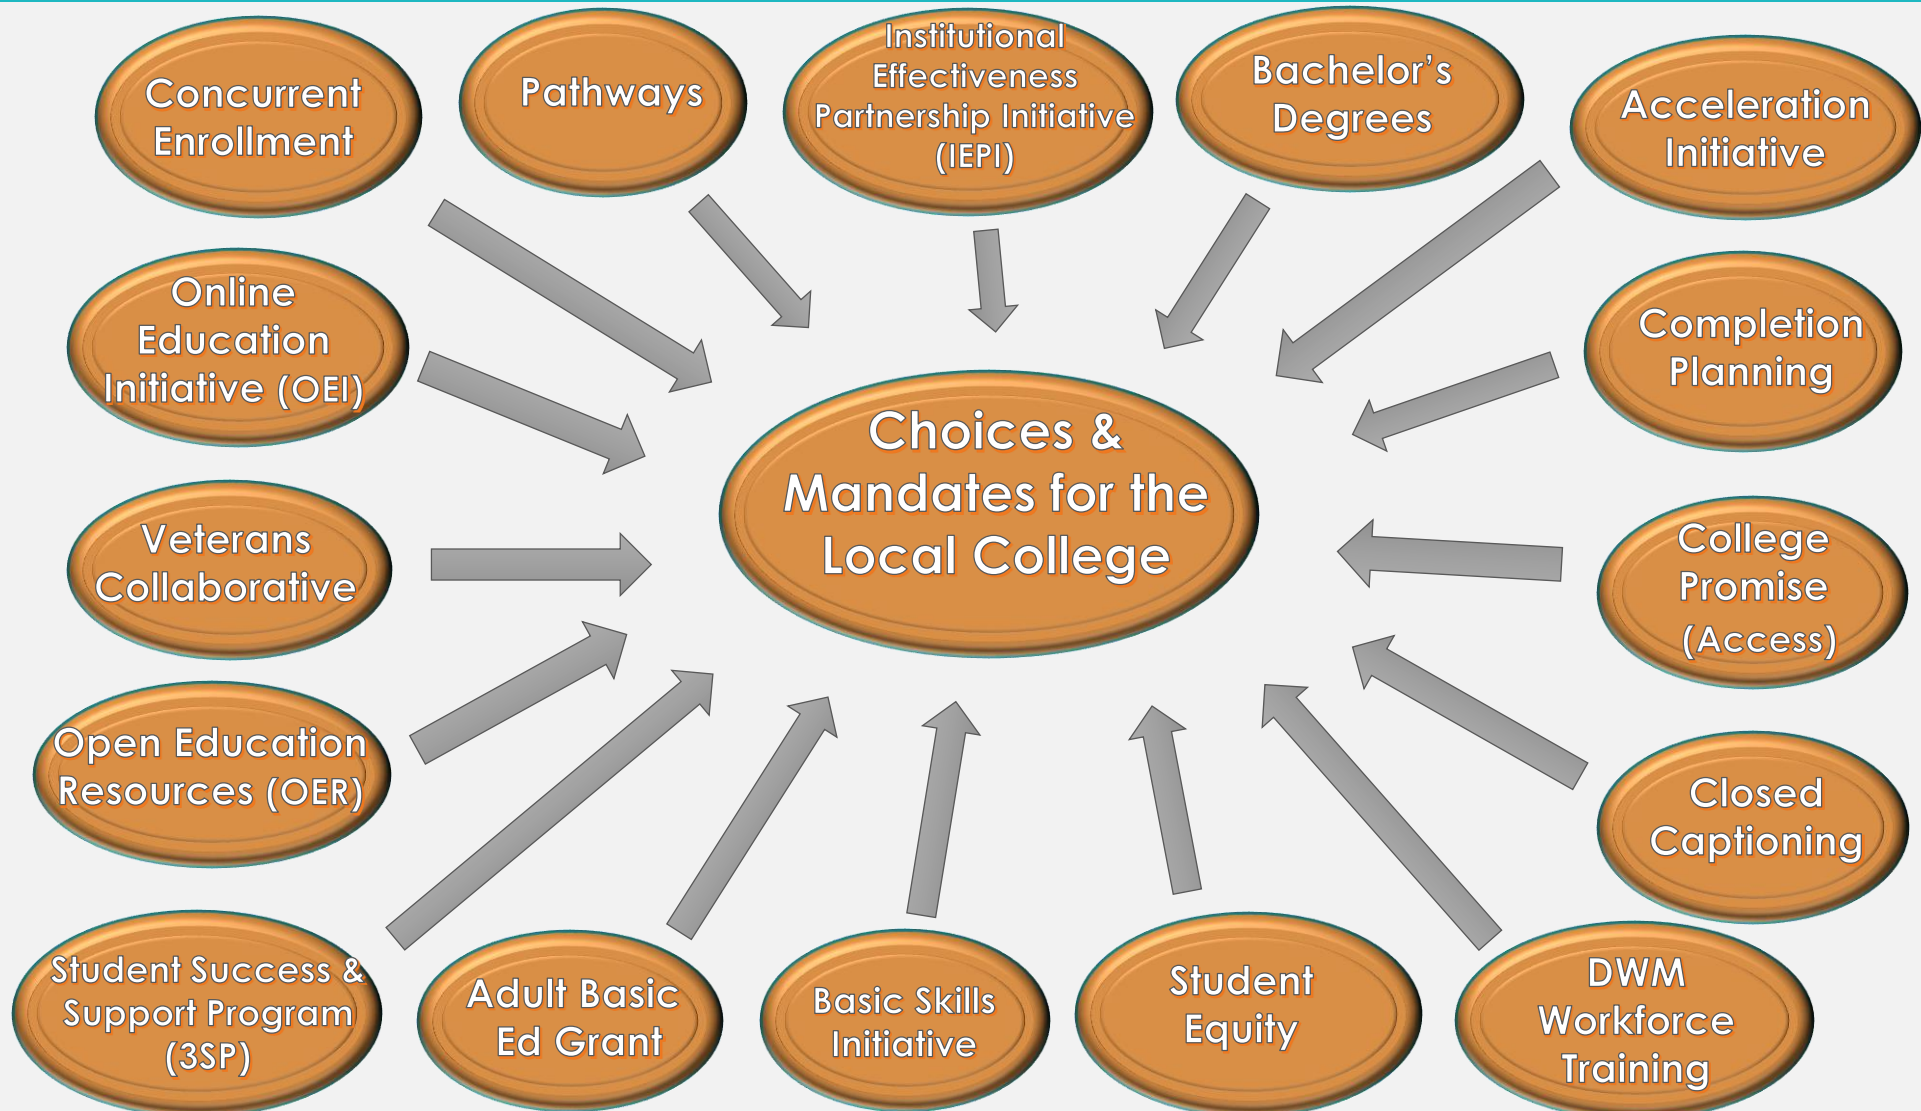 Concurrent
Enrollment
Pathways
Institutional
Effectiveness
Partnership Initiative
(IEPI)
Bachelor’s
Degrees
Acceleration
Initiative
Online
Education
Initiative (OEI)
Completion
Planning
Choices &
Mandates for the
Local College
Veterans
Collaborative
College
Promise
(Access)
Open Education
Resources (OER)
Closed
Captioning
Student Success &
Support Program
(3SP)
Adult Basic
Ed Grant
Basic Skills
Initiative
Student
Equity
DWM
Workforce
Training